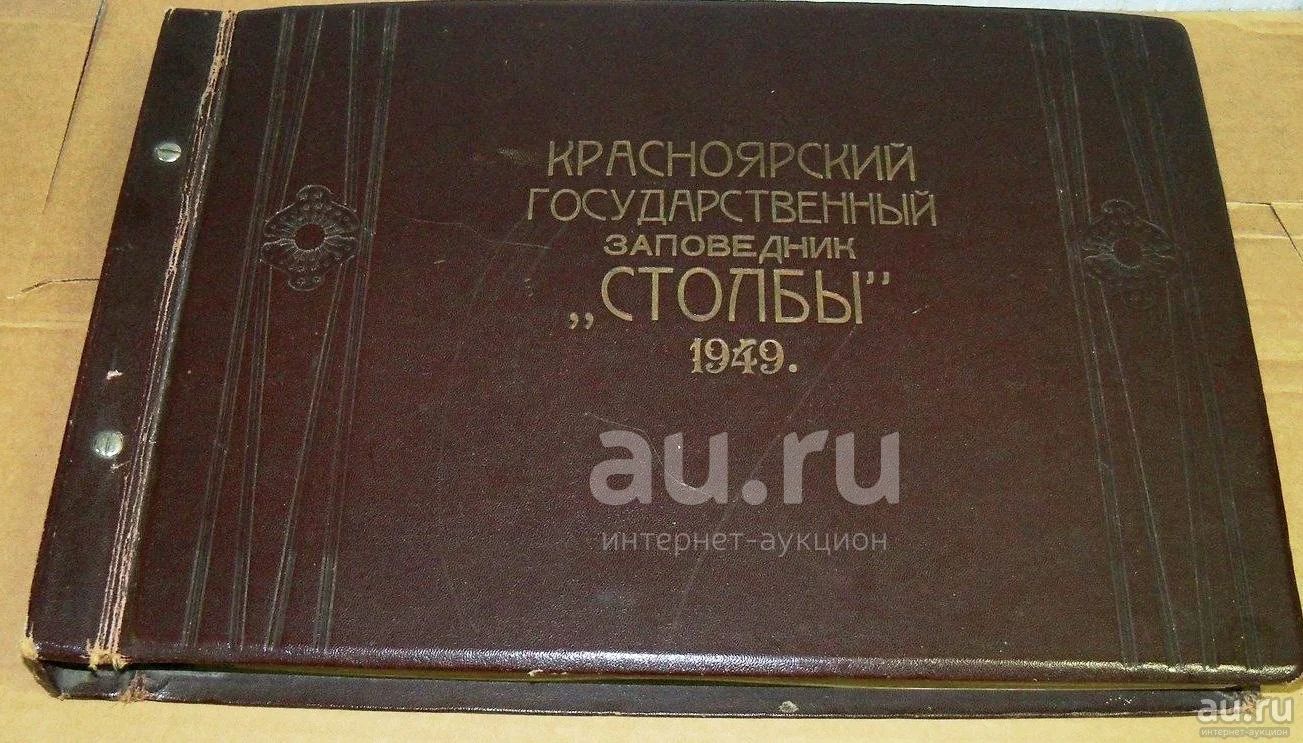 КРАСНОЯРСКИЙ
ГОСУДАРСТВЕННЫЙ
ЗАПОВЕДНИК
„СТОЛБЫ"
1949.
au.ru
интернет-аукцион
au.ru
интернет-аукцион